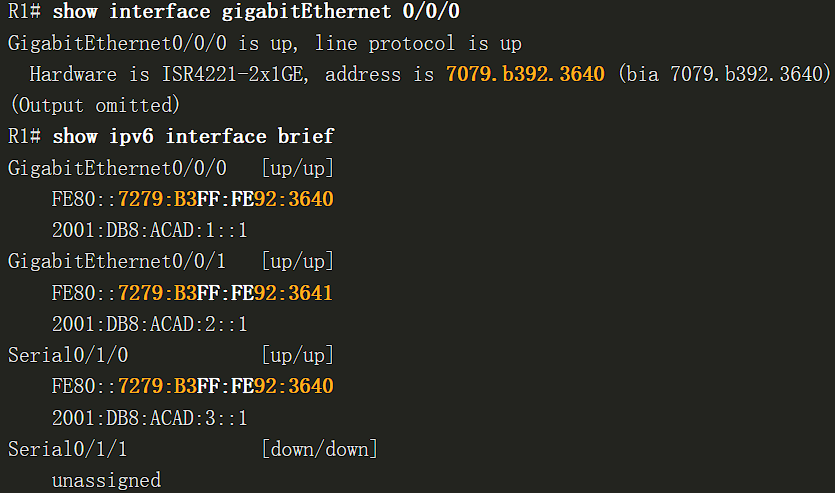 R1# show interface gigabitEthernet 0/0/0
GigabitEthernet0/0/0 is up, line protocol is up
  Hardware is ISR4221-2x1GE, address is 7079.b392.3640 (bia 7079.b392.3640)
(Output omitted)
R1# show ipv6 interface brief
GigabitEthernet0/0/0   [up/up]
    FE80::7279:B3FF:FE92:3640
    2001:DB8:ACAD:1::1
GigabitEthernet0/0/1   [up/up]
    FE80::7279:B3FF:FE92:3641
    2001:DB8:ACAD:2::1
Serial0/1/0            [up/up]
    FE80::7279:B3FF:FE92:3640
    2001:DB8:ACAD:3::1
Serial0/1/1            [down/down]
    unassigned